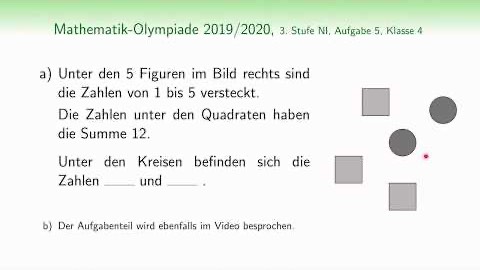 Mathematik-Olympiade 2019/2020, 3. Stufe NI, Aufgabe 5, Klasse 4
a) Unter den 5 Figuren im Bild rechts sind
die Zahlen von 1 bis 5 versteckt.
Die Zahlen unter den Quadraten haben
die Summe 12.
Unter den Kreisen befinden sich die
Zahlen ____ und ____ .
b) Der Aufgabenteil wird ebenfalls im Video besprochen.